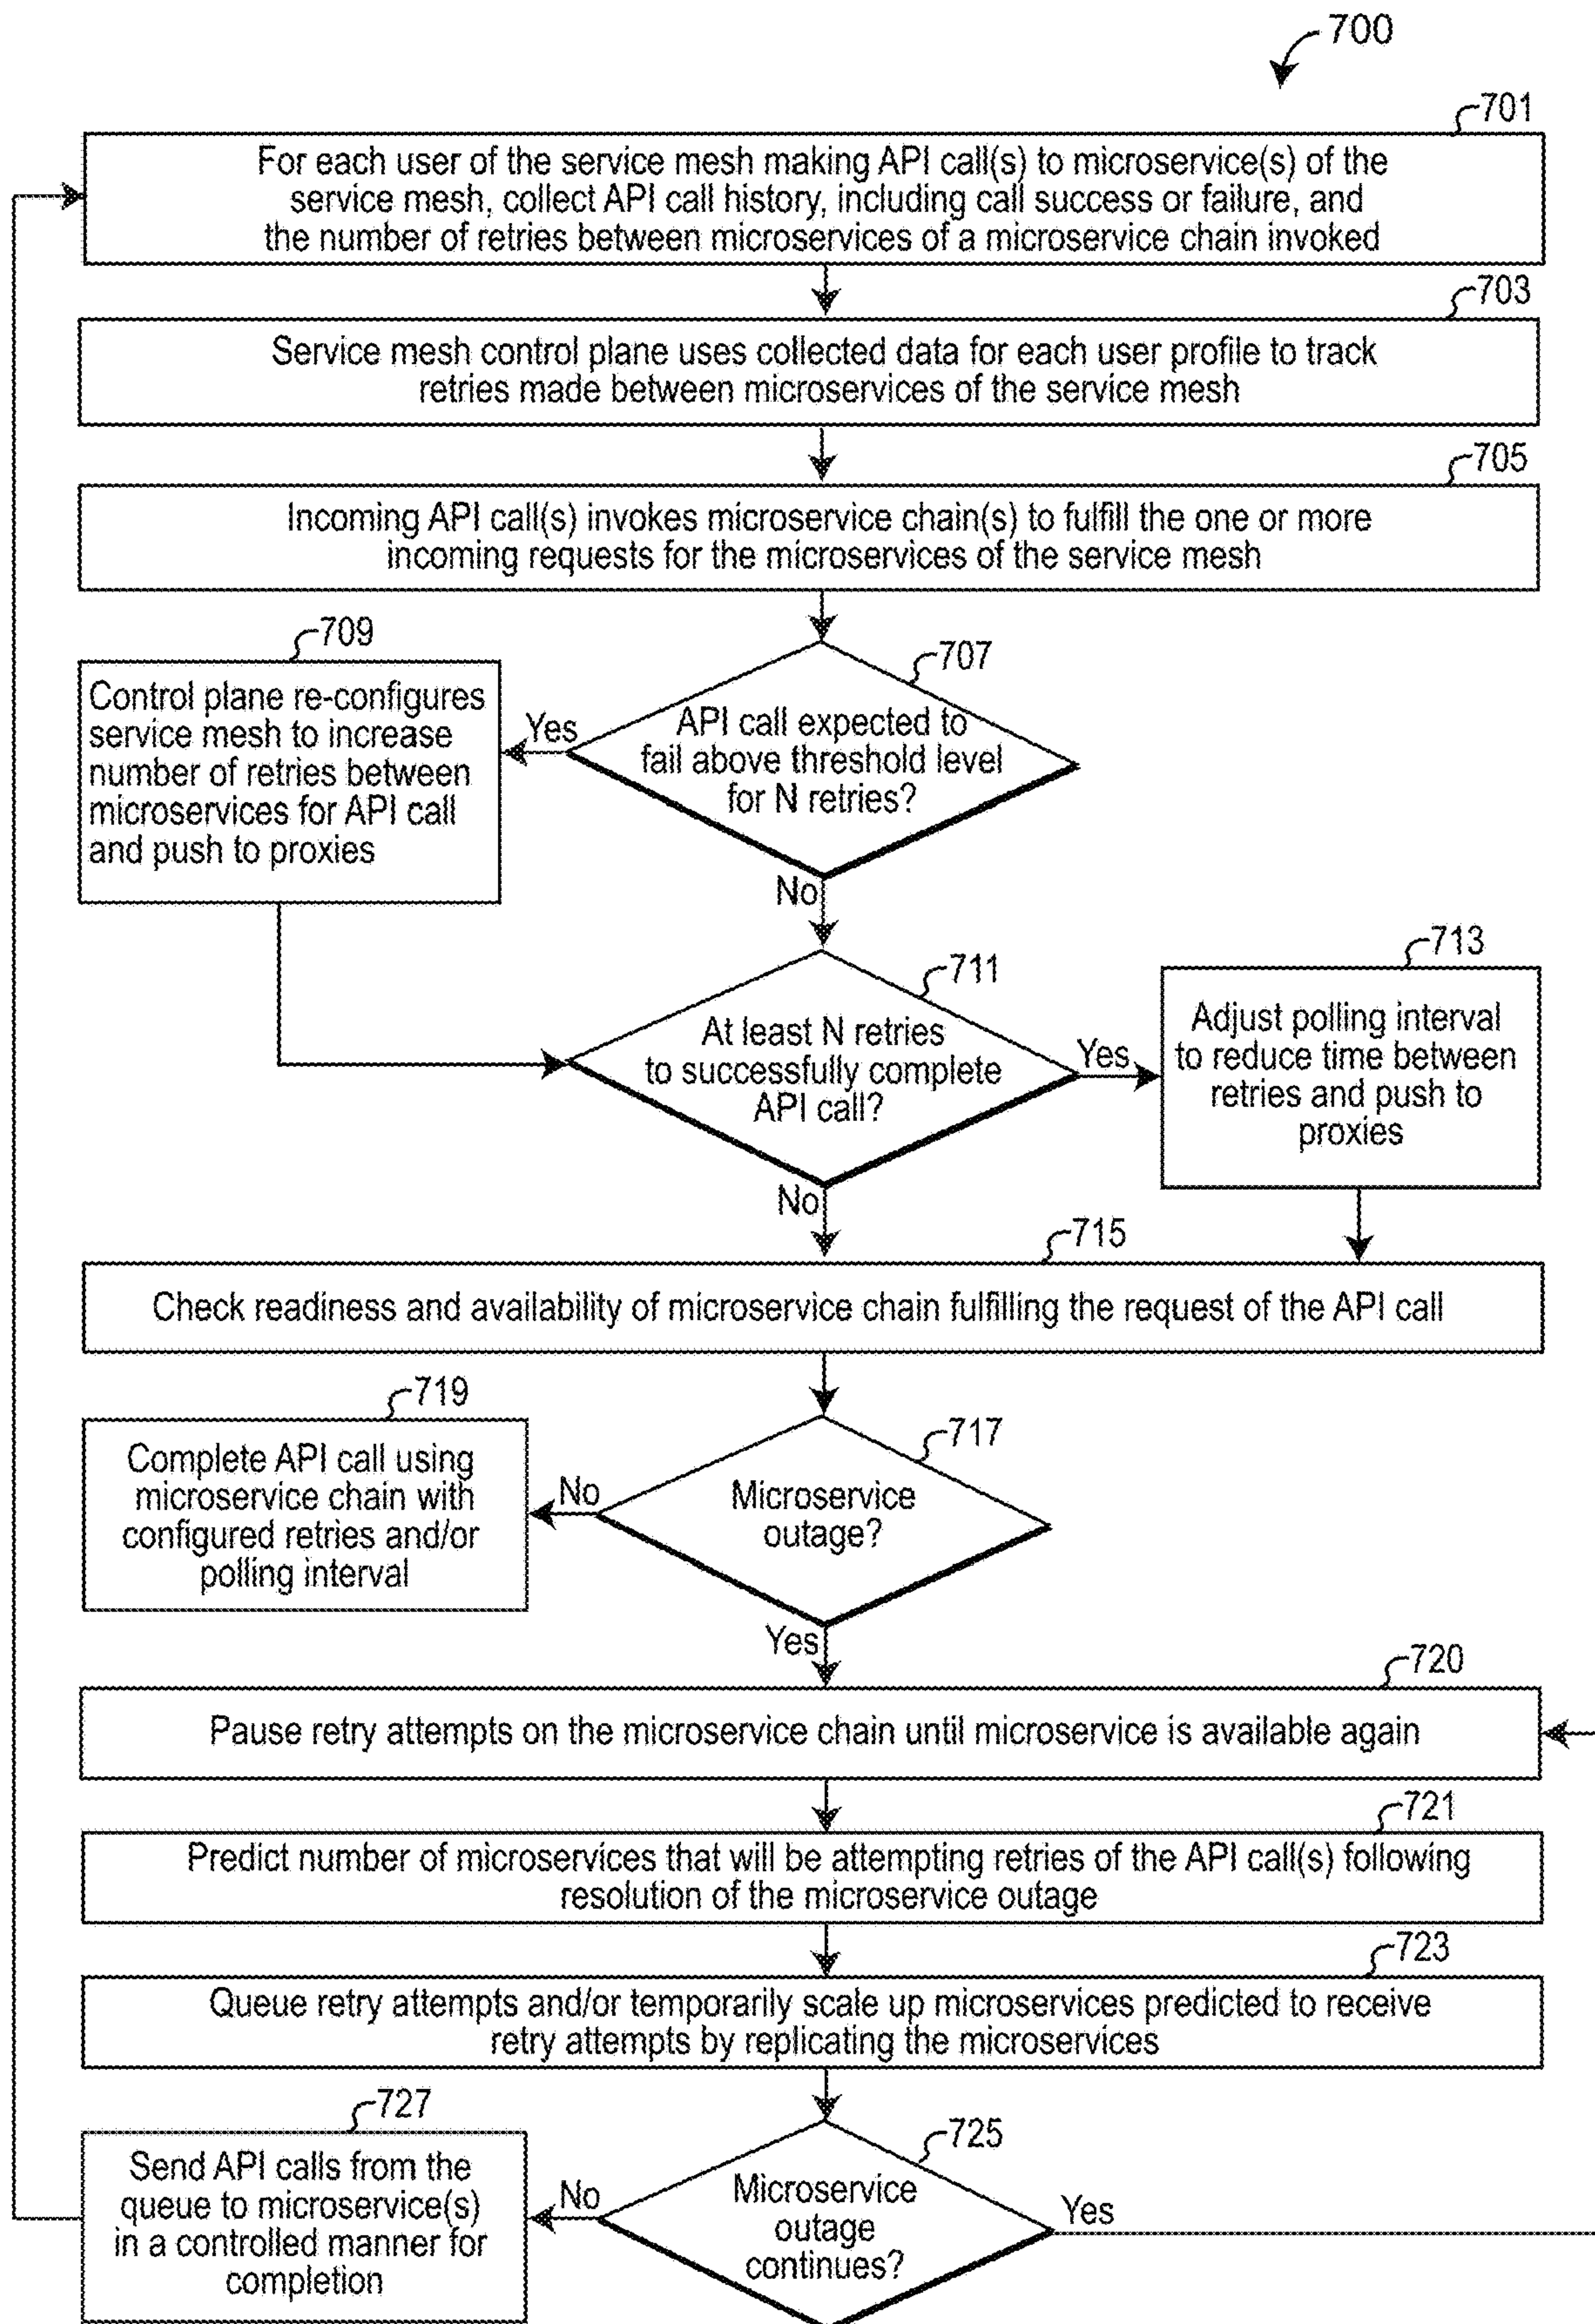 700
701
For each user of the service mesh making API call(s) to microservice(s) of the
service mesh, collect API call history, including call success or failure, and
the number of retries between microservices of a microservice chain invoked
703
Service mesh control plane uses collected data for each user profile to track
retries made between microservices of the service mesh
705
Incoming API call(s) invokes microservice chain(s) to fulfill the one or more
incoming requests for the microservices of the service mesh
709
Control plane re-configures
service mesh to increase
number of retries between
microservices for API call
and push to proxies
Yes
707
API call expected to
fail above threshold level
for N retries?
No
711
At least N retries
to successfully complete
API call?
Yes
713
Adjust polling interval
to reduce time between
retries and push to
proxies
No
715
Check readiness and availability of microservice chain fulfilling the request of the API call
719
Complete API call using
microservice chain with
configured retries and/or
polling interval
No
717
Microservice
outage?
Yes
720
Pause retry attempts on the microservice chain until microservice is available again
721
Predict number of microservices that will be attempting retries of the API call(s) following
resolution of the microservice outage
723
Queue retry attempts and/or temporarily scale up microservices predicted to receive
retry attempts by replicating the microservices
727
Send API calls from the
queue to microservice(s)
in a controlled manner for
completion
No
725
Microservice
outage
continues?
Yes